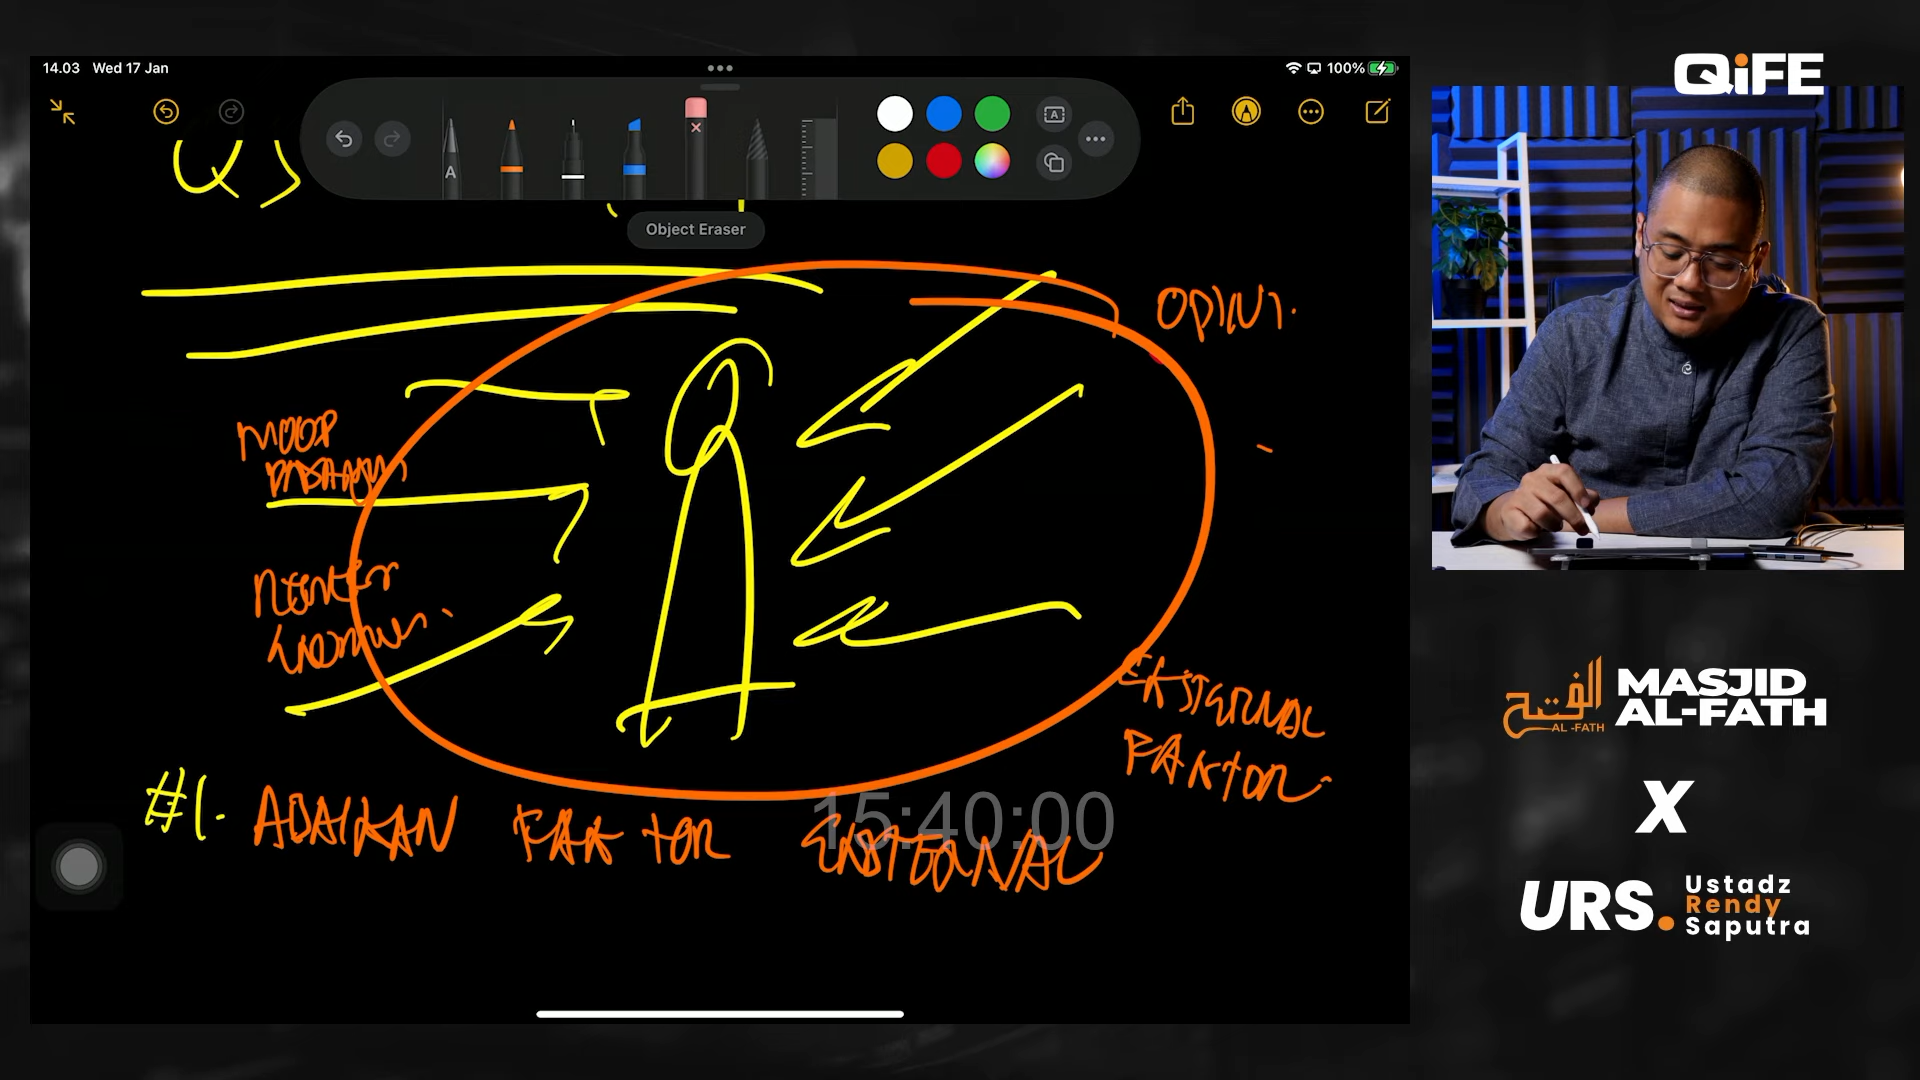 14.03 Wed 17 Jan
100%
QIFE
A
A
Object Eraser
OPINI.
MOOD
PASANGAN
EKSTERNAL
FAKTOR
#1. ABAIKAN FAKTOR EKSTERNAL
15:40:00
الفتح
AL-FATH
MASJID
AL-FATH
X
URS.
Ustadz
Rendy
Saputra